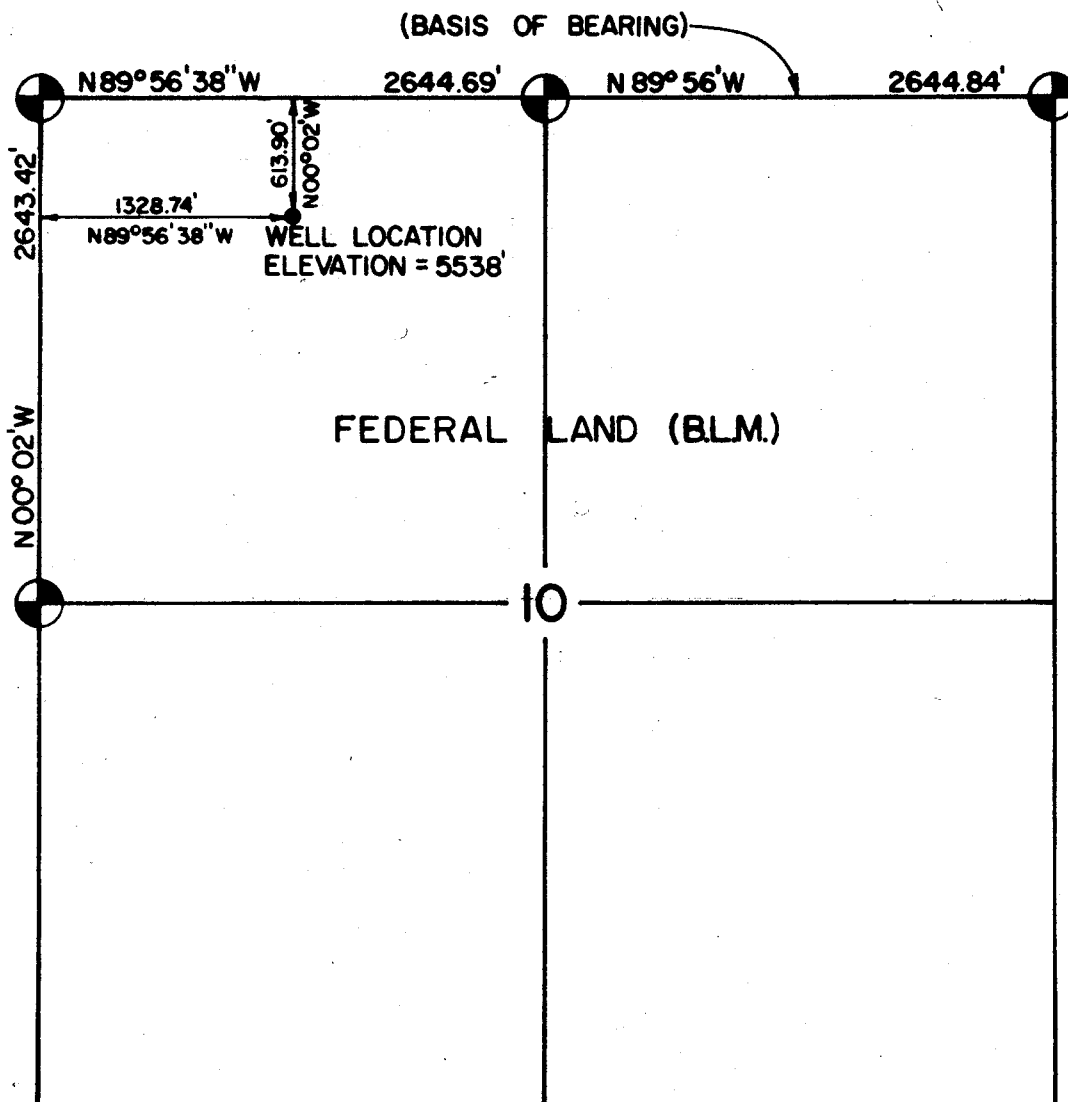 (BASIS OF BEARING)
N89°56'38"W 2644.69' N89°56'W 2644.84'
613.90'
N00°02'W
2643.42'
1328.74'
N89°56'38"W
WELL LOCATION
ELEVATION = 5538'
N00°02'W
FEDERAL LAND (B.L.M.)
10